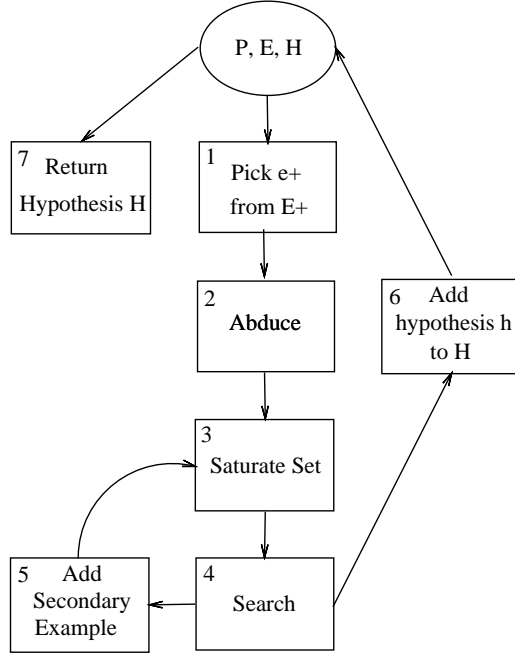 P, E, H
7
Return
Hypothesis H
1
Pick e+
from E+
2
Abduce
6
Add
hypothesis h
to H
3
Saturate Set
5
Add
Secondary
Example
4
Search